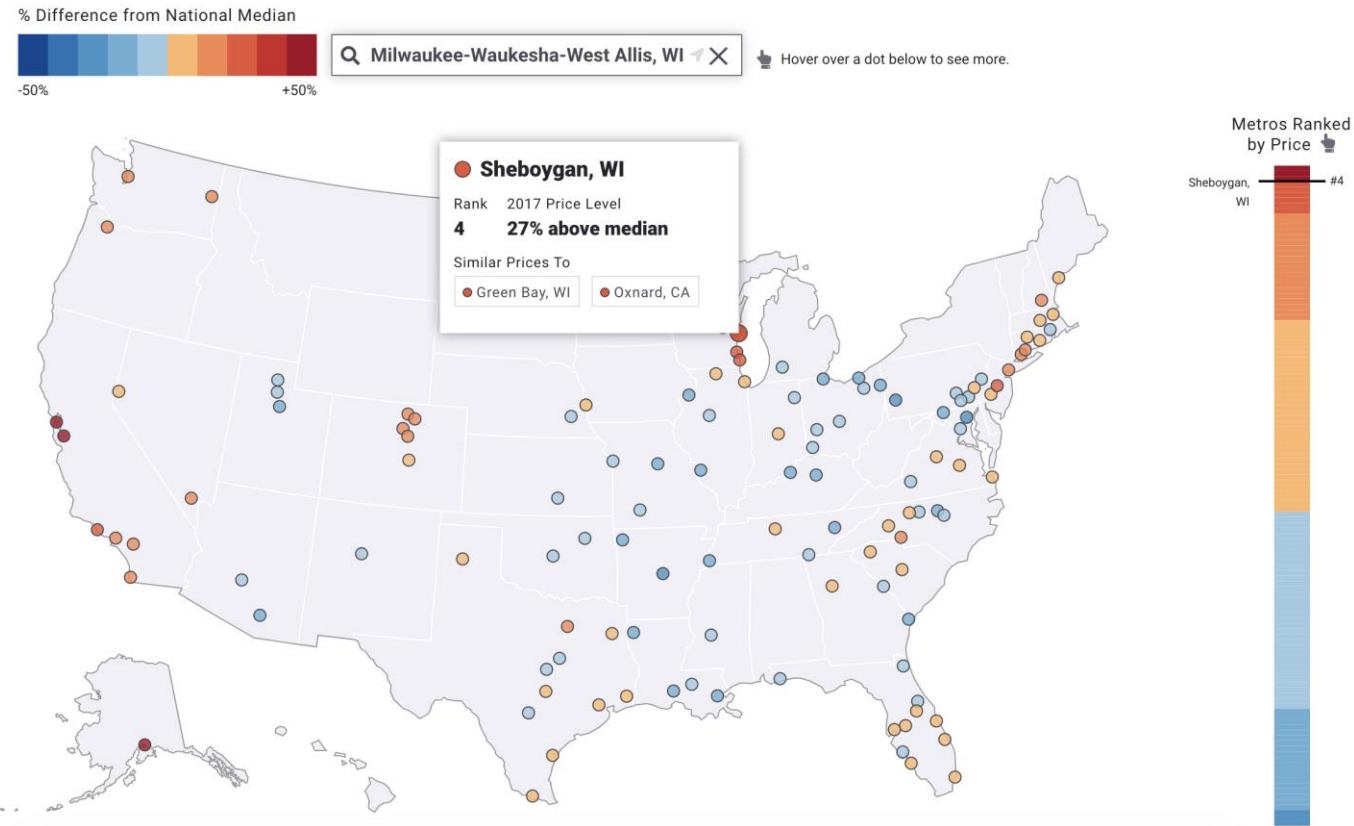 % Difference from National Median
-50%
+50%
Milwaukee-Waukesha-West Allis, WI
Hover over a dot below to see more.
Sheboygan, WI
Rank 2017 Price Level
4 27% above median
Similar Prices To
Green Bay, WI
Oxnard, CA
Metros Ranked
by Price
Sheboygan,
WI
#4